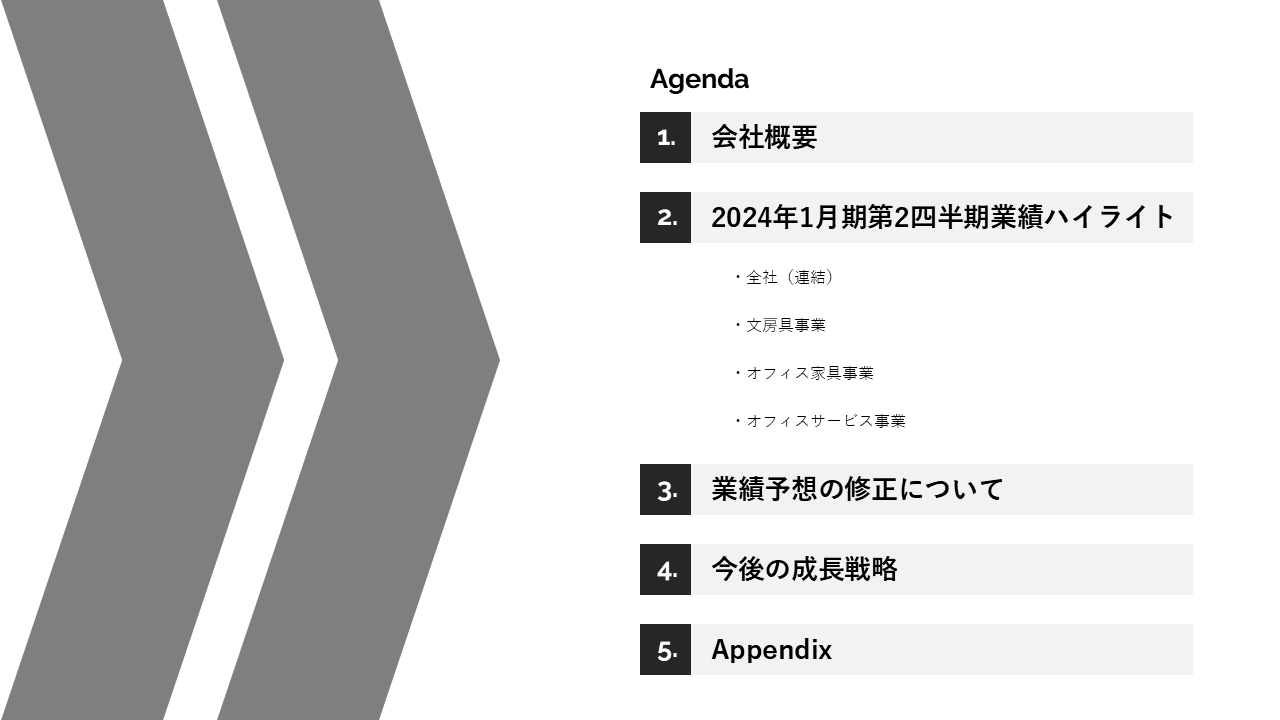 Agenda
1. 会社概要
2. 2024年1月期第2四半期業績ハイライト
・全社（連結）
・文房具事業
・オフィス家具事業
・オフィスサービス事業
3. 業績予想の修正について
4. 今後の成長戦略
5. Appendix